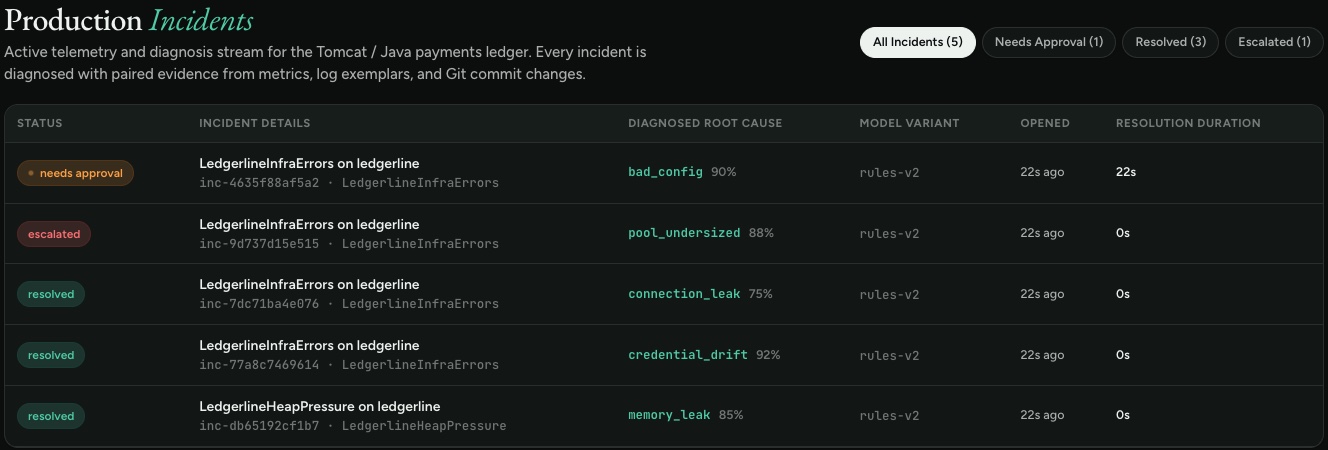 Production Incidents
Active telemetry and diagnosis stream for the Tomcat / Java payments ledger. Every incident is
diagnosed with paired evidence from metrics, log exemplars, and Git commit changes.
All Incidents (5) Needs Approval (1) Resolved (3) Escalated (1)
STATUS INCIDENT DETAILS DIAGNOSED ROOT CAUSE MODEL VARIANT OPENED RESOLUTION DURATION
needs approval LedgerlineInfraErrors on ledgerline bad_config 90% rules-v2 22s ago 22s
inc-4635f88af5a2 · LedgerlineInfraErrors
escalated LedgerlineInfraErrors on ledgerline pool_undersized 88% rules-v2 22s ago 0s
inc-9d737d15e515 · LedgerlineInfraErrors
resolved LedgerlineInfraErrors on ledgerline connection_leak 75% rules-v2 22s ago 0s
inc-7dc71ba4e076 · LedgerlineInfraErrors
resolved LedgerlineInfraErrors on ledgerline credential_drift 92% rules-v2 22s ago 0s
inc-77a8c7469614 · LedgerlineInfraErrors
resolved LedgerlineHeapPressure on ledgerline memory_leak 85% rules-v2 22s ago 0s
inc-db65192cf1b7 · LedgerlineHeapPressure